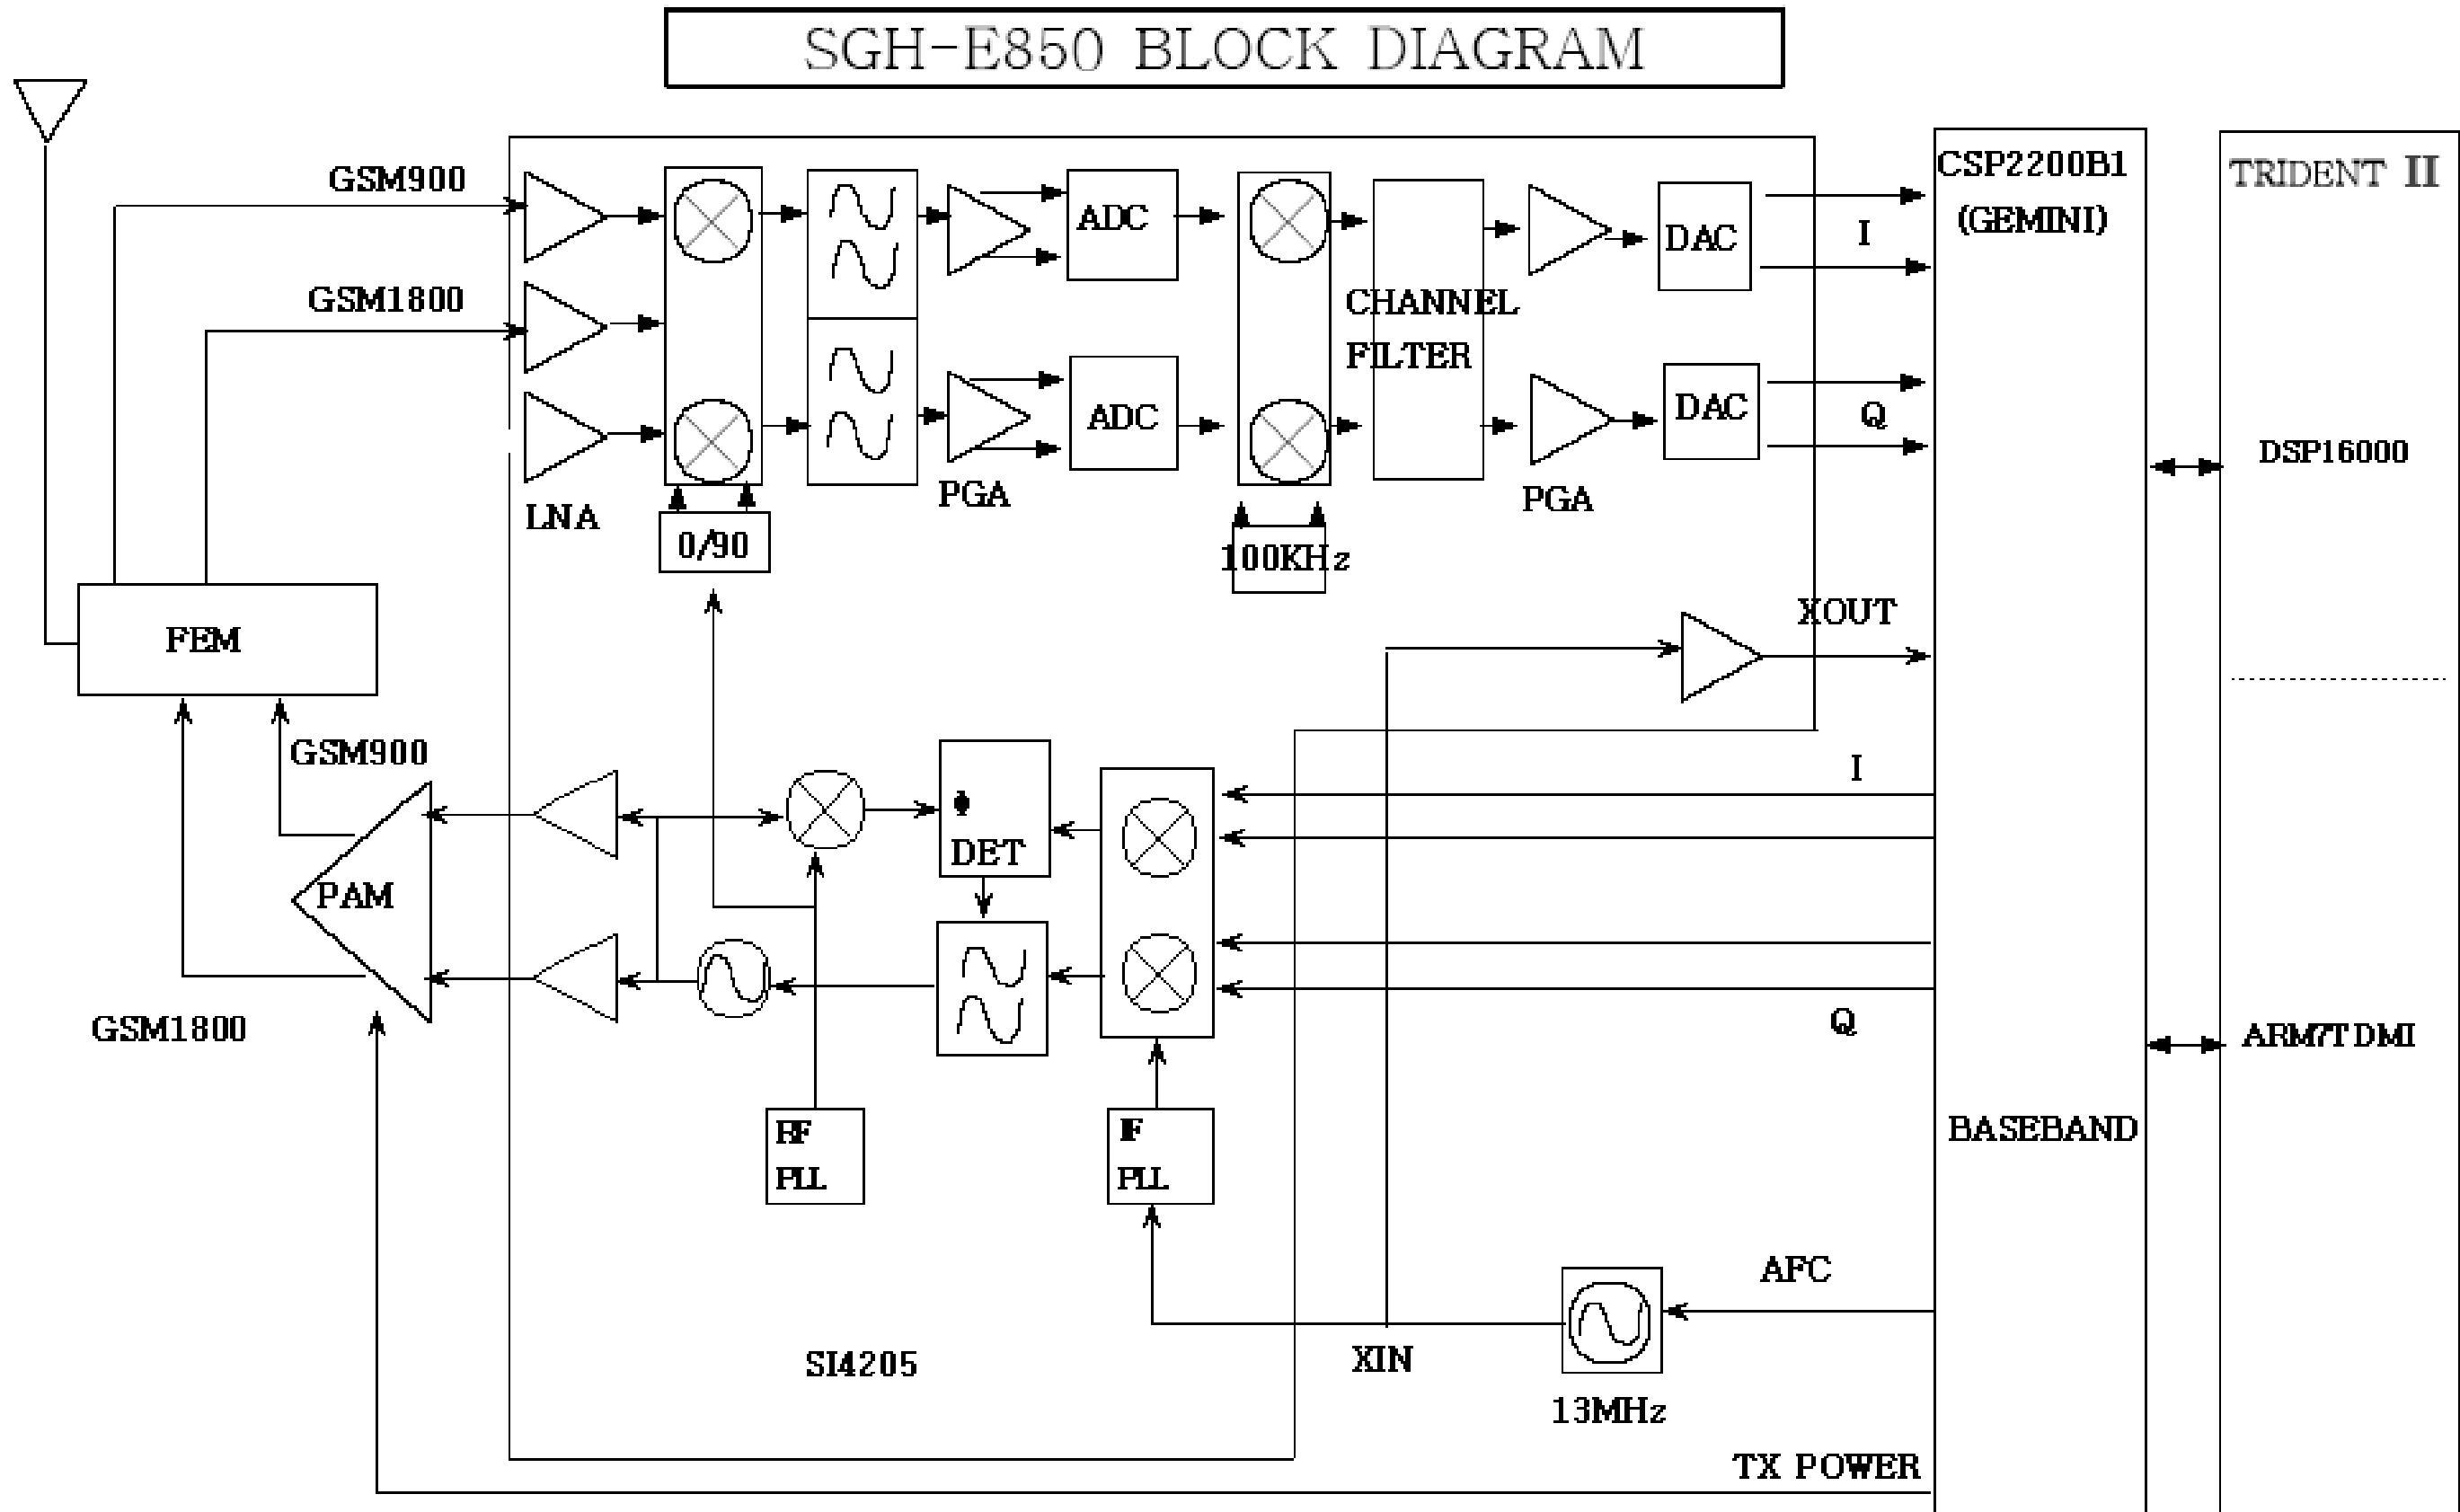 SGH-E850 BLOCK DIAGRAM
GSM900
GSM1800
LNA
0/90
PGA
ADC
ADC
100KHz
CHANNEL
FILTER
PGA
DAC
DAC
I
Q
CSP2200B1
(GEMINI)
TRIDENT II
DSP16000
FEM
XOUT
GSM900
PAM
GSM1800
Φ
DET
I
Q
ARM7TDMI
BASEBAND
RF
PLL
IF
PLL
AFC
SI4205
XIN
13MHz
TX POWER